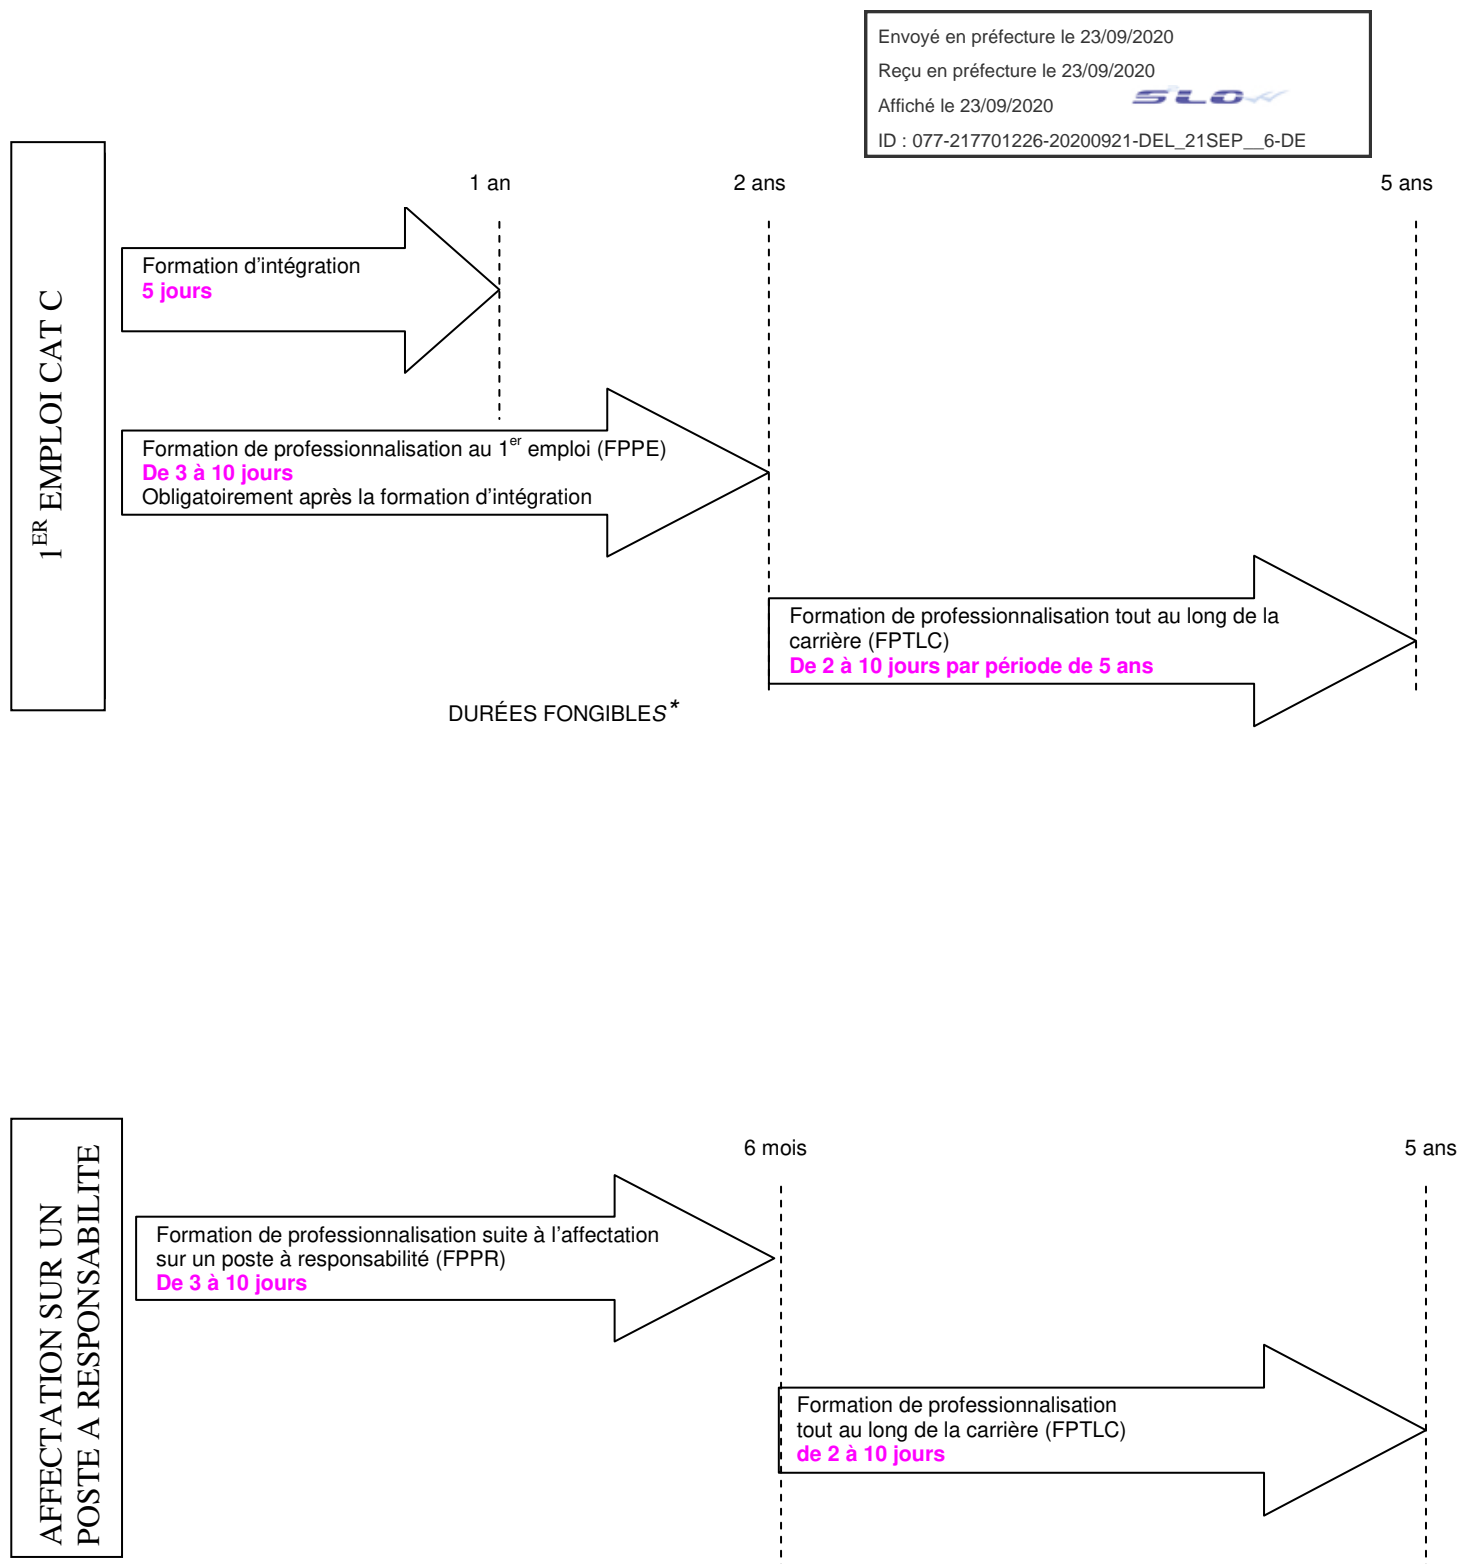 Envoyé en préfecture le 23/09/2020
Reçu en préfecture le 23/09/2020
Affiché le 23/09/2020
S²LOW
ID : 077-217701226-20200921-DEL_21SEP__6-DE
1 an
2 ans
5 ans
1ER EMPLOI CAT C
Formation d’intégration
5 jours
Formation de professionnalisation au 1er emploi (FPPE)
De 3 à 10 jours
Obligatoirement après la formation d’intégration
Formation de professionnalisation tout au long de la
carrière (FPTLC)
De 2 à 10 jours par période de 5 ans
DURÉES FONGIBLES*
6 mois
5 ans
AFFECTATION SUR UN
POSTE A RESPONSABILITE
Formation de professionnalisation suite à l’affectation
sur un poste à responsabilité (FPPR)
De 3 à 10 jours
Formation de professionnalisation
tout au long de la carrière (FPTLC)
de 2 à 10 jours